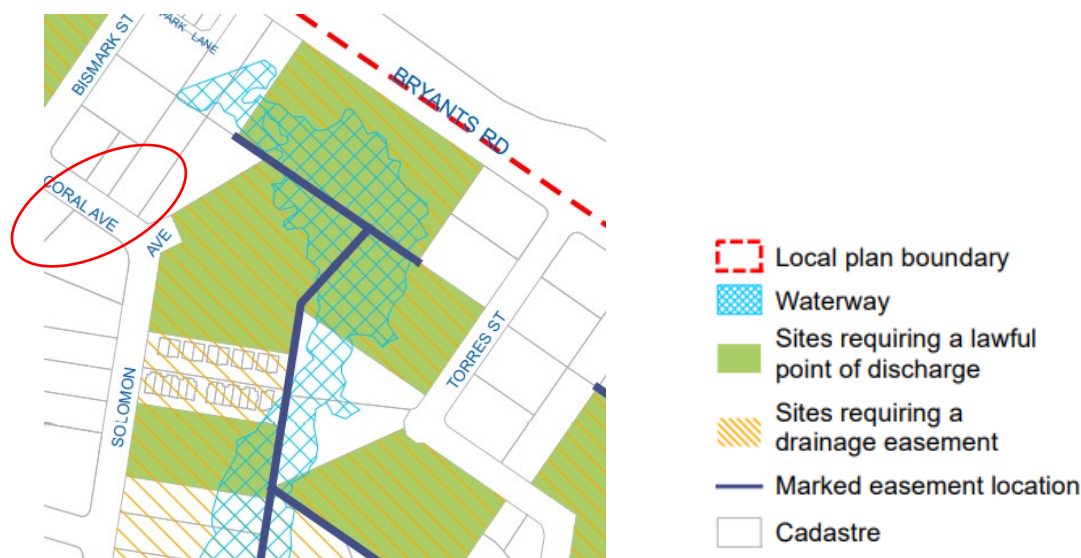 BISMARK ST
PARK LANE
BRYANTS RD
CORAL AVE
AVE
SOLOMON
TORRES ST
Local plan boundary
Waterway
Sites requiring a lawful
point of discharge
Sites requiring a
drainage easement
Marked easement location
Cadastre